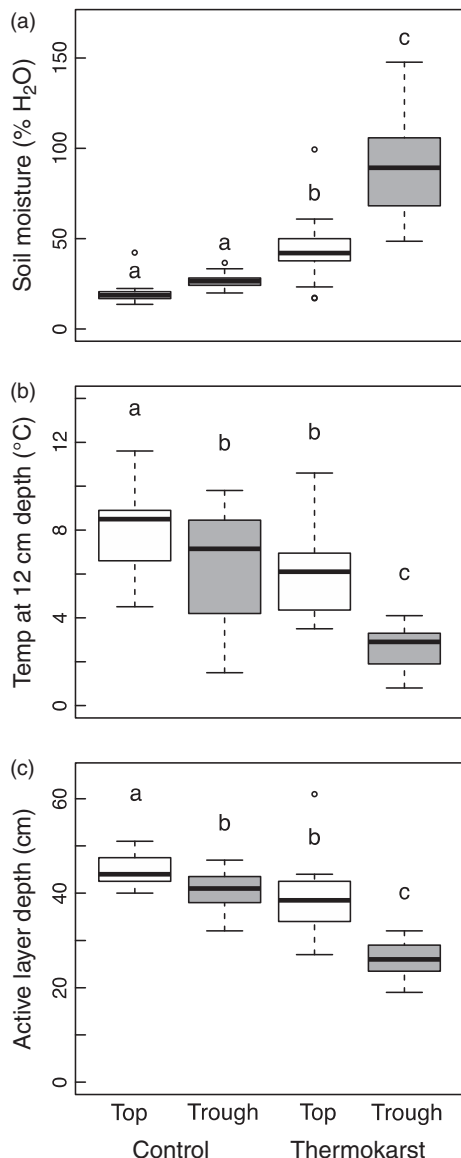 (a)
Soil moisture (% H₂O)
150
100
50
0
a
a
b
c
(b)
Temp at 12 cm depth (°C)
12
8
4
0
a
b
b
c
(c)
Active layer depth (cm)
60
40
20
0
a
b
b
c
Top Trough Top Trough
Control Thermokarst